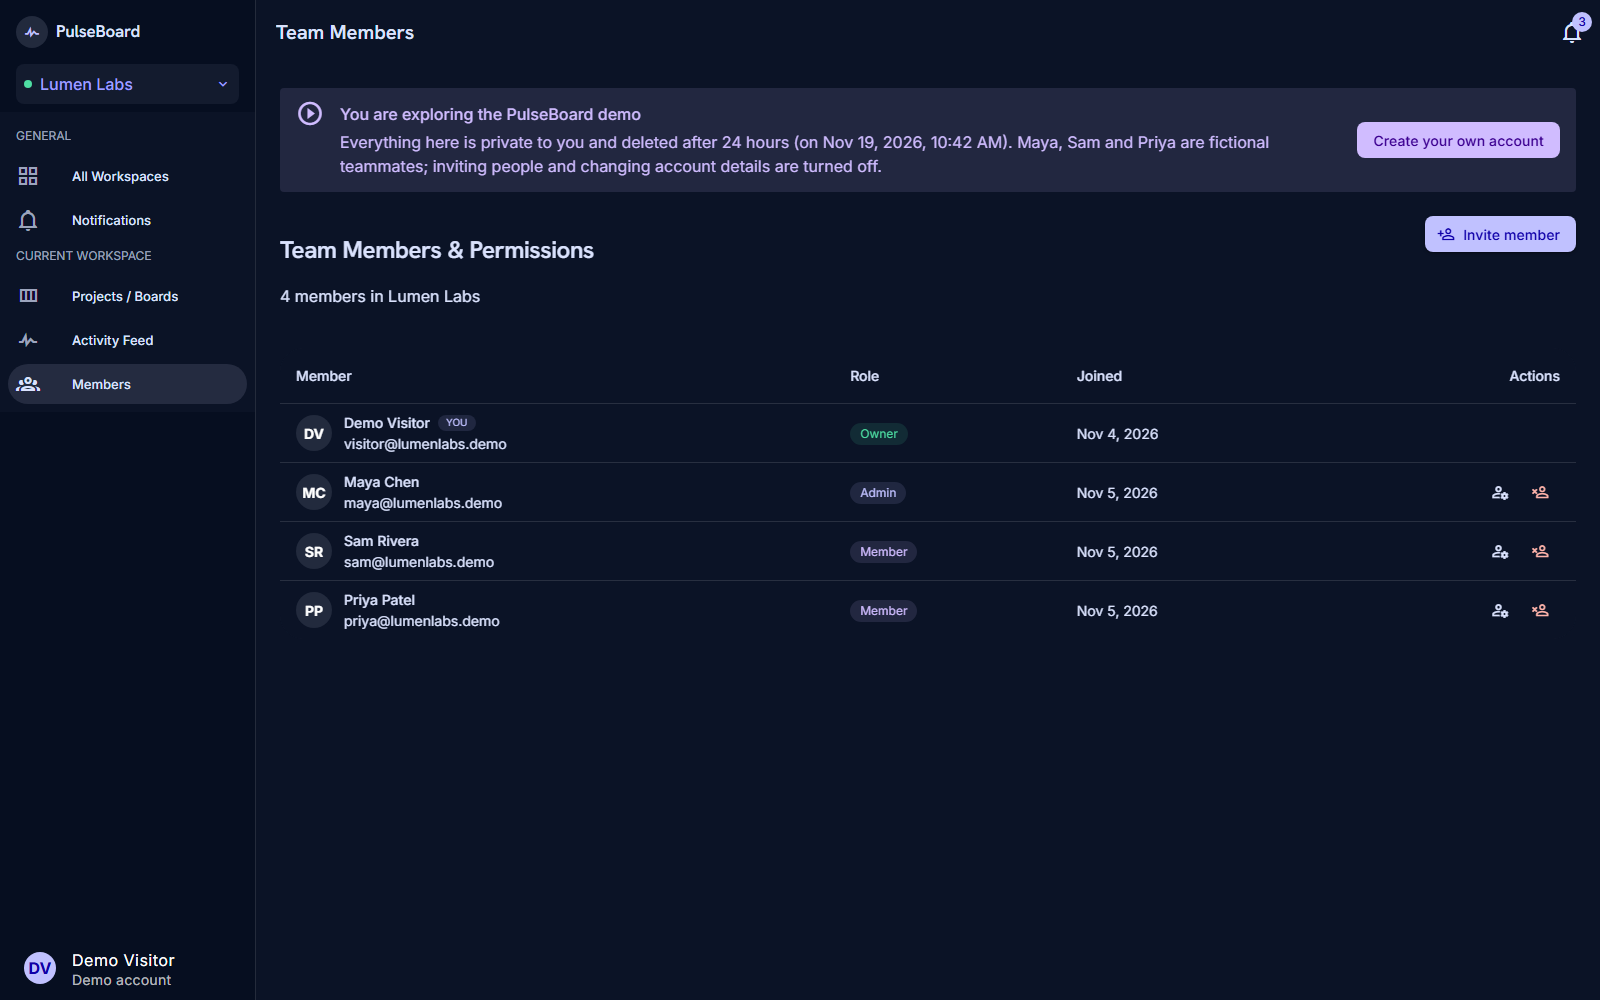 PulseBoard
Lumen Labs
GENERAL
All Workspaces
Notifications
CURRENT WORKSPACE
Projects / Boards
Activity Feed
Members
DV
Demo Visitor
Demo account
Team Members
3
You are exploring the PulseBoard demo
Everything here is private to you and deleted after 24 hours (on Nov 19, 2026, 10:42 AM). Maya, Sam and Priya are fictional
teammates; inviting people and changing account details are turned off.
Create your own account
Team Members & Permissions
Invite member
4 members in Lumen Labs
Member Role Joined Actions
DV Demo Visitor YOU
visitor@lumenlabs.demo
Owner Nov 4, 2026
MC Maya Chen
maya@lumenlabs.demo
Admin Nov 5, 2026
SR Sam Rivera
sam@lumenlabs.demo
Member Nov 5, 2026
PP Priya Patel
priya@lumenlabs.demo
Member Nov 5, 2026